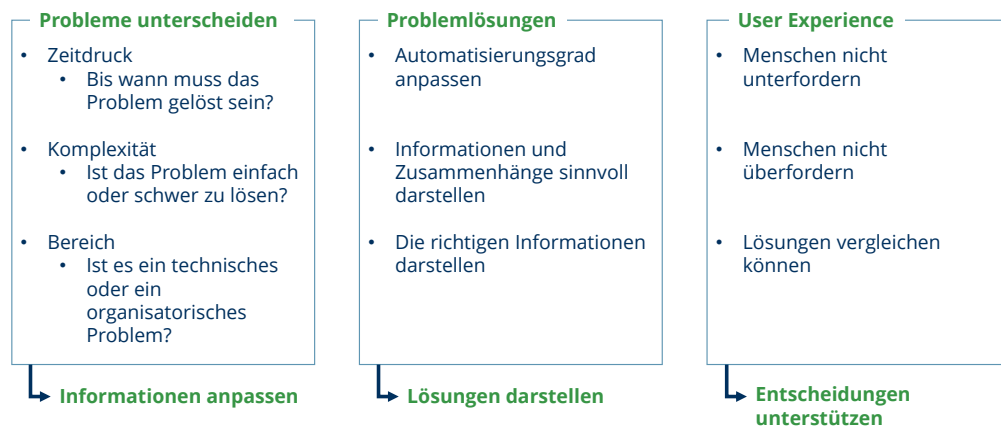 Probleme unterscheiden
• Zeitdruck
• Bis wann muss das
Problem gelöst sein?
• Komplexität
• Ist das Problem einfach
oder schwer zu lösen?
• Bereich
• Ist es ein technisches
oder ein
organisatorisches
Problem?
Informationen anpassen
Problemlösungen
• Automatisierungsgrad
anpassen
• Informationen und
Zusammenhänge sinnvoll
darstellen
• Die richtigen Informationen
darstellen
Lösungen darstellen
User Experience
• Menschen nicht
unterfordern
• Menschen nicht
überfordern
• Lösungen vergleichen
können
Entscheidungen
unterstützen